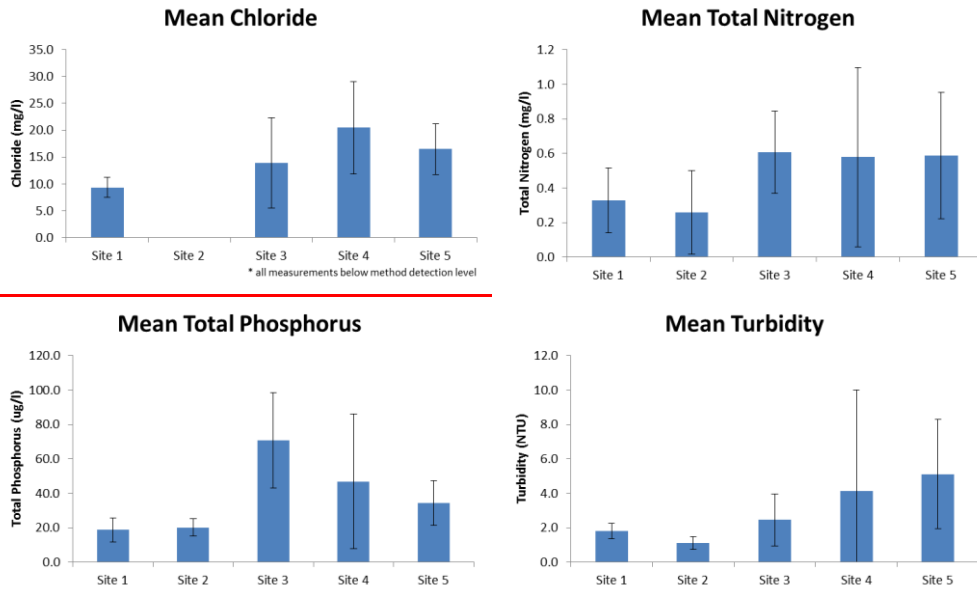 Mean Chloride
35.0
30.0
25.0
20.0
15.0
10.0
5.0
0.0
Chloride (mg/l)
Site 1 Site 2 Site 3 Site 4 Site 5
* all measurements below method detection level
Mean Total Nitrogen
1.2
1.0
0.8
0.6
0.4
0.2
0.0
Total Nitrogen (mg/l)
Site 1 Site 2 Site 3 Site 4 Site 5
Mean Total Phosphorus
120.0
100.0
80.0
60.0
40.0
20.0
0.0
Total Phosphorus (ug/l)
Site 1 Site 2 Site 3 Site 4 Site 5
Mean Turbidity
12.0
10.0
8.0
6.0
4.0
2.0
0.0
Turbidity (NTU)
Site 1 Site 2 Site 3 Site 4 Site 5